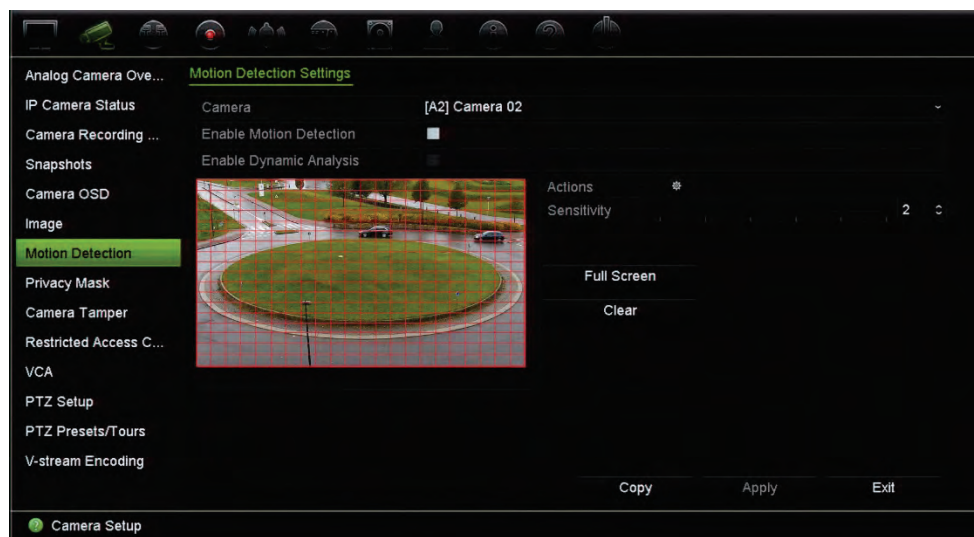 Analog Camera Ove...
IP Camera Status
Camera Recording ...
Snapshots
Camera OSD
Image
Motion Detection
Privacy Mask
Camera Tamper
Restricted Access C...
VCA
PTZ Setup
PTZ Presets/Tours
V-stream Encoding
Motion Detection Settings
Camera [A2] Camera 02
Enable Motion Detection
Enable Dynamic Analysis
Actions
Sensitivity 2
Full Screen
Clear
Copy Apply Exit
Camera Setup